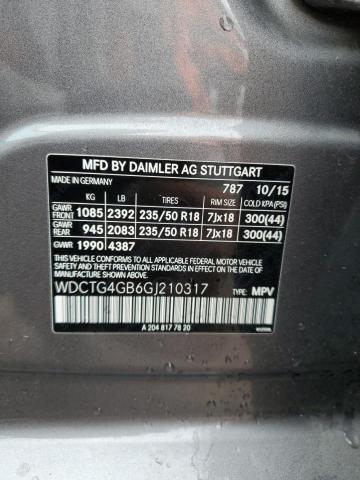 MFD BY DAIMLER AG STUTTGART
MADE IN GERMANY 787 10/15
KG LB TIRES RIM SIZE COLD KPA (PSI)
GAWR FRONT 1085 2392 235/50 R18 7Jx18 300(44)
GAWR REAR 945 2083 235/50 R18 7Jx18 300(44)
GVWR 1990 4387
THIS VEHICLE CONFORMS TO ALL APPLICABLE FEDERAL MOTOR VEHICLE
SAFETY AND THEFT PREVENTION STANDARDS IN EFFECT ON THE DATE
OF MANUFACTURE SHOWN ABOVE.
WDCTG4GB6GJ210317 TYPE: MPV
A 204 817 78 20